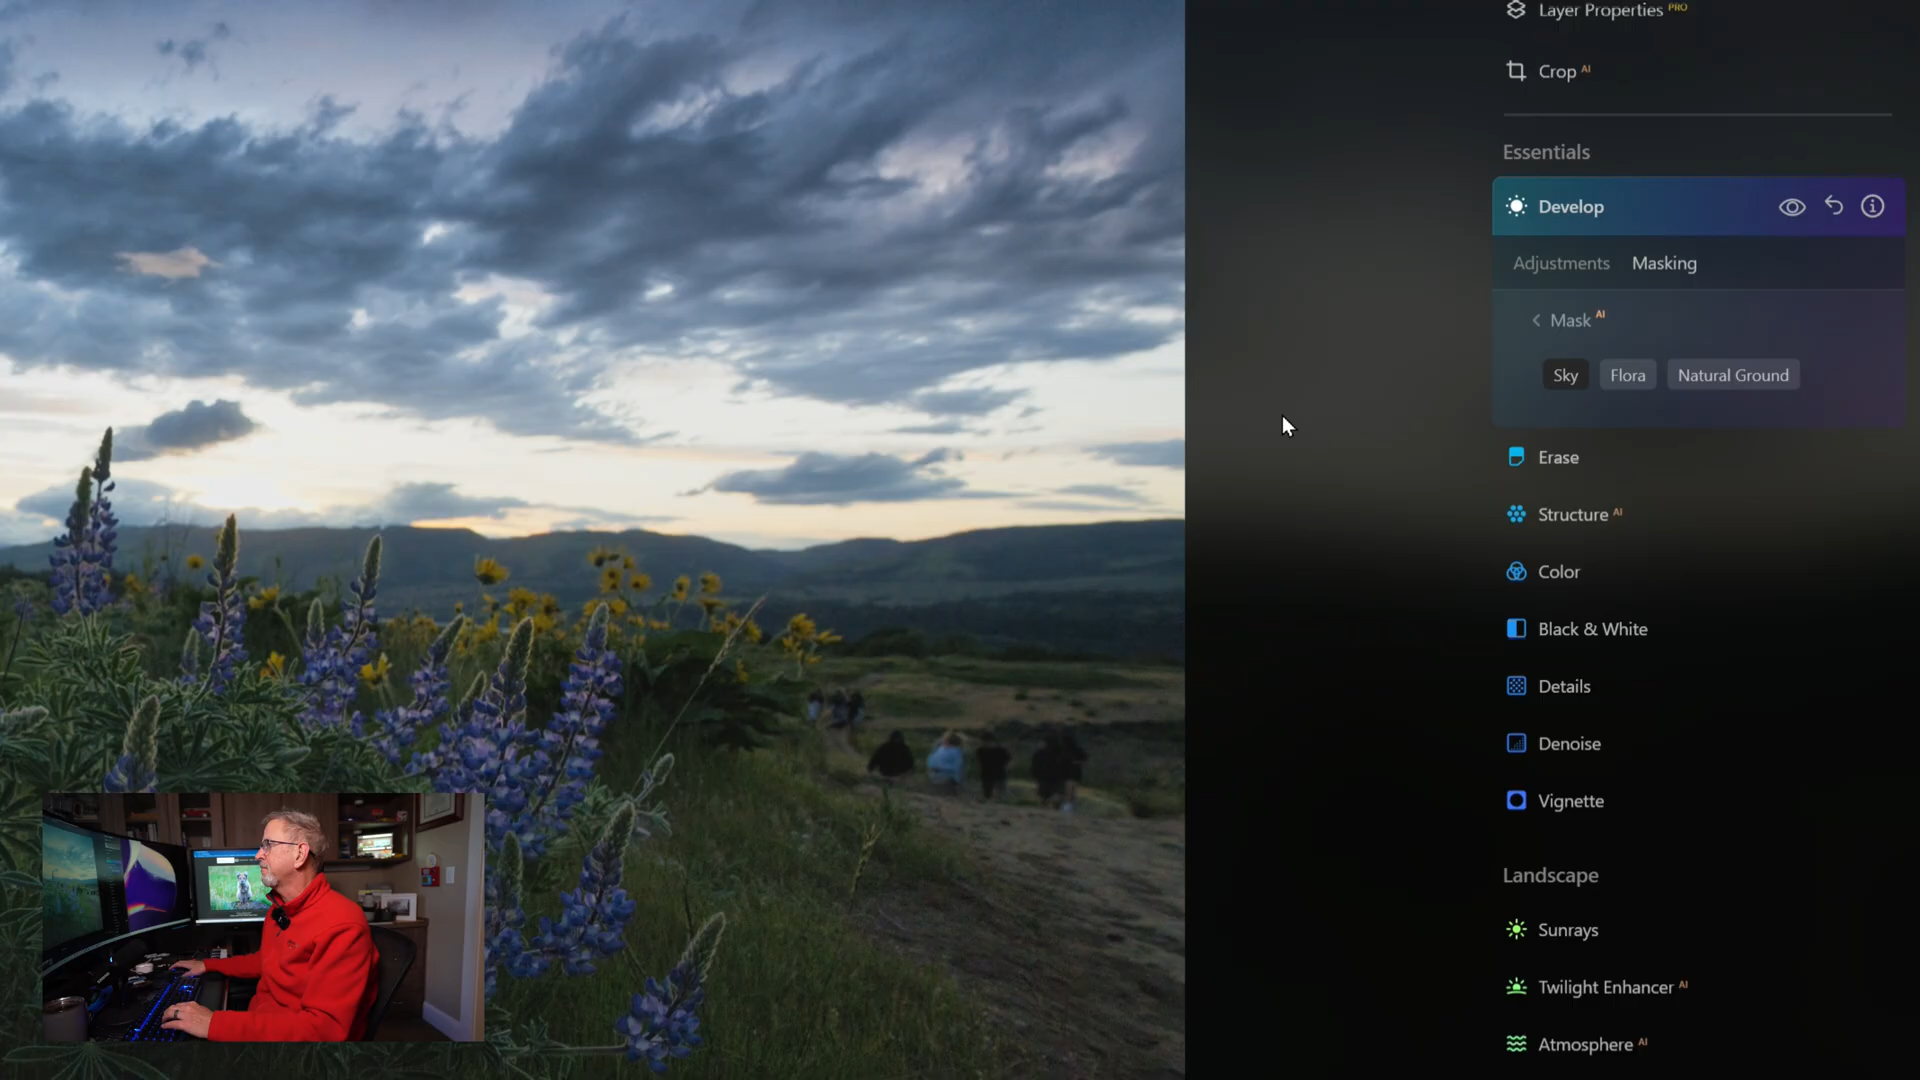 Layer Properties PRO
Crop AI
Essentials
Develop
Adjustments Masking
Mask AI
Sky Flora Natural Ground
Erase
Structure AI
Color
Black & White
Details
Denoise
Vignette
Landscape
Sunrays
Twilight Enhancer AI
Atmosphere AI